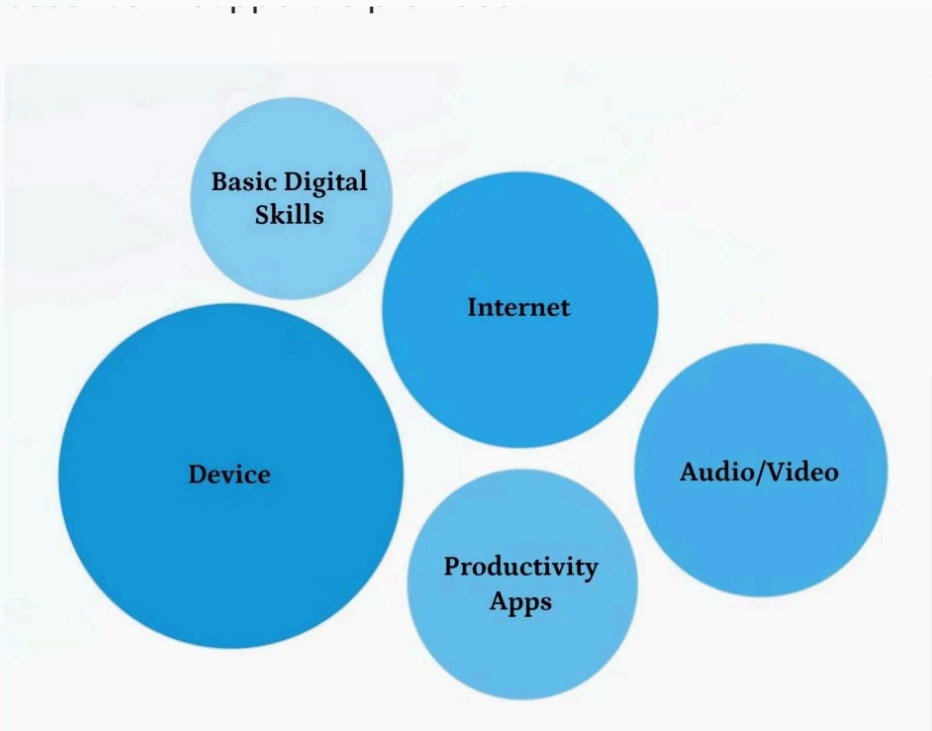 Basic Digital
Skills
Internet
Device
Audio/Video
Productivity
Apps